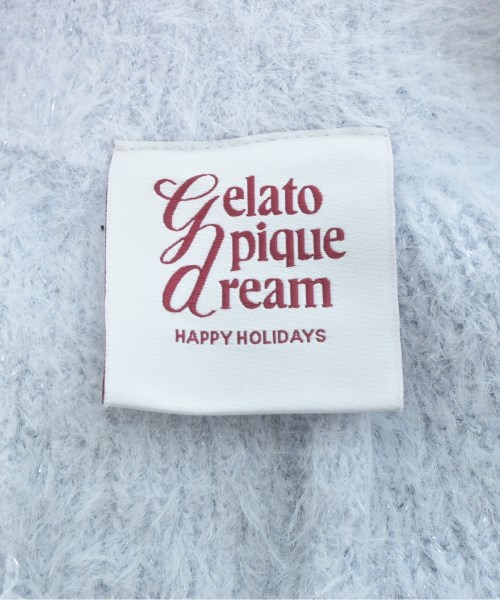 Gelato
pique
dream
HAPPY HOLIDAYS